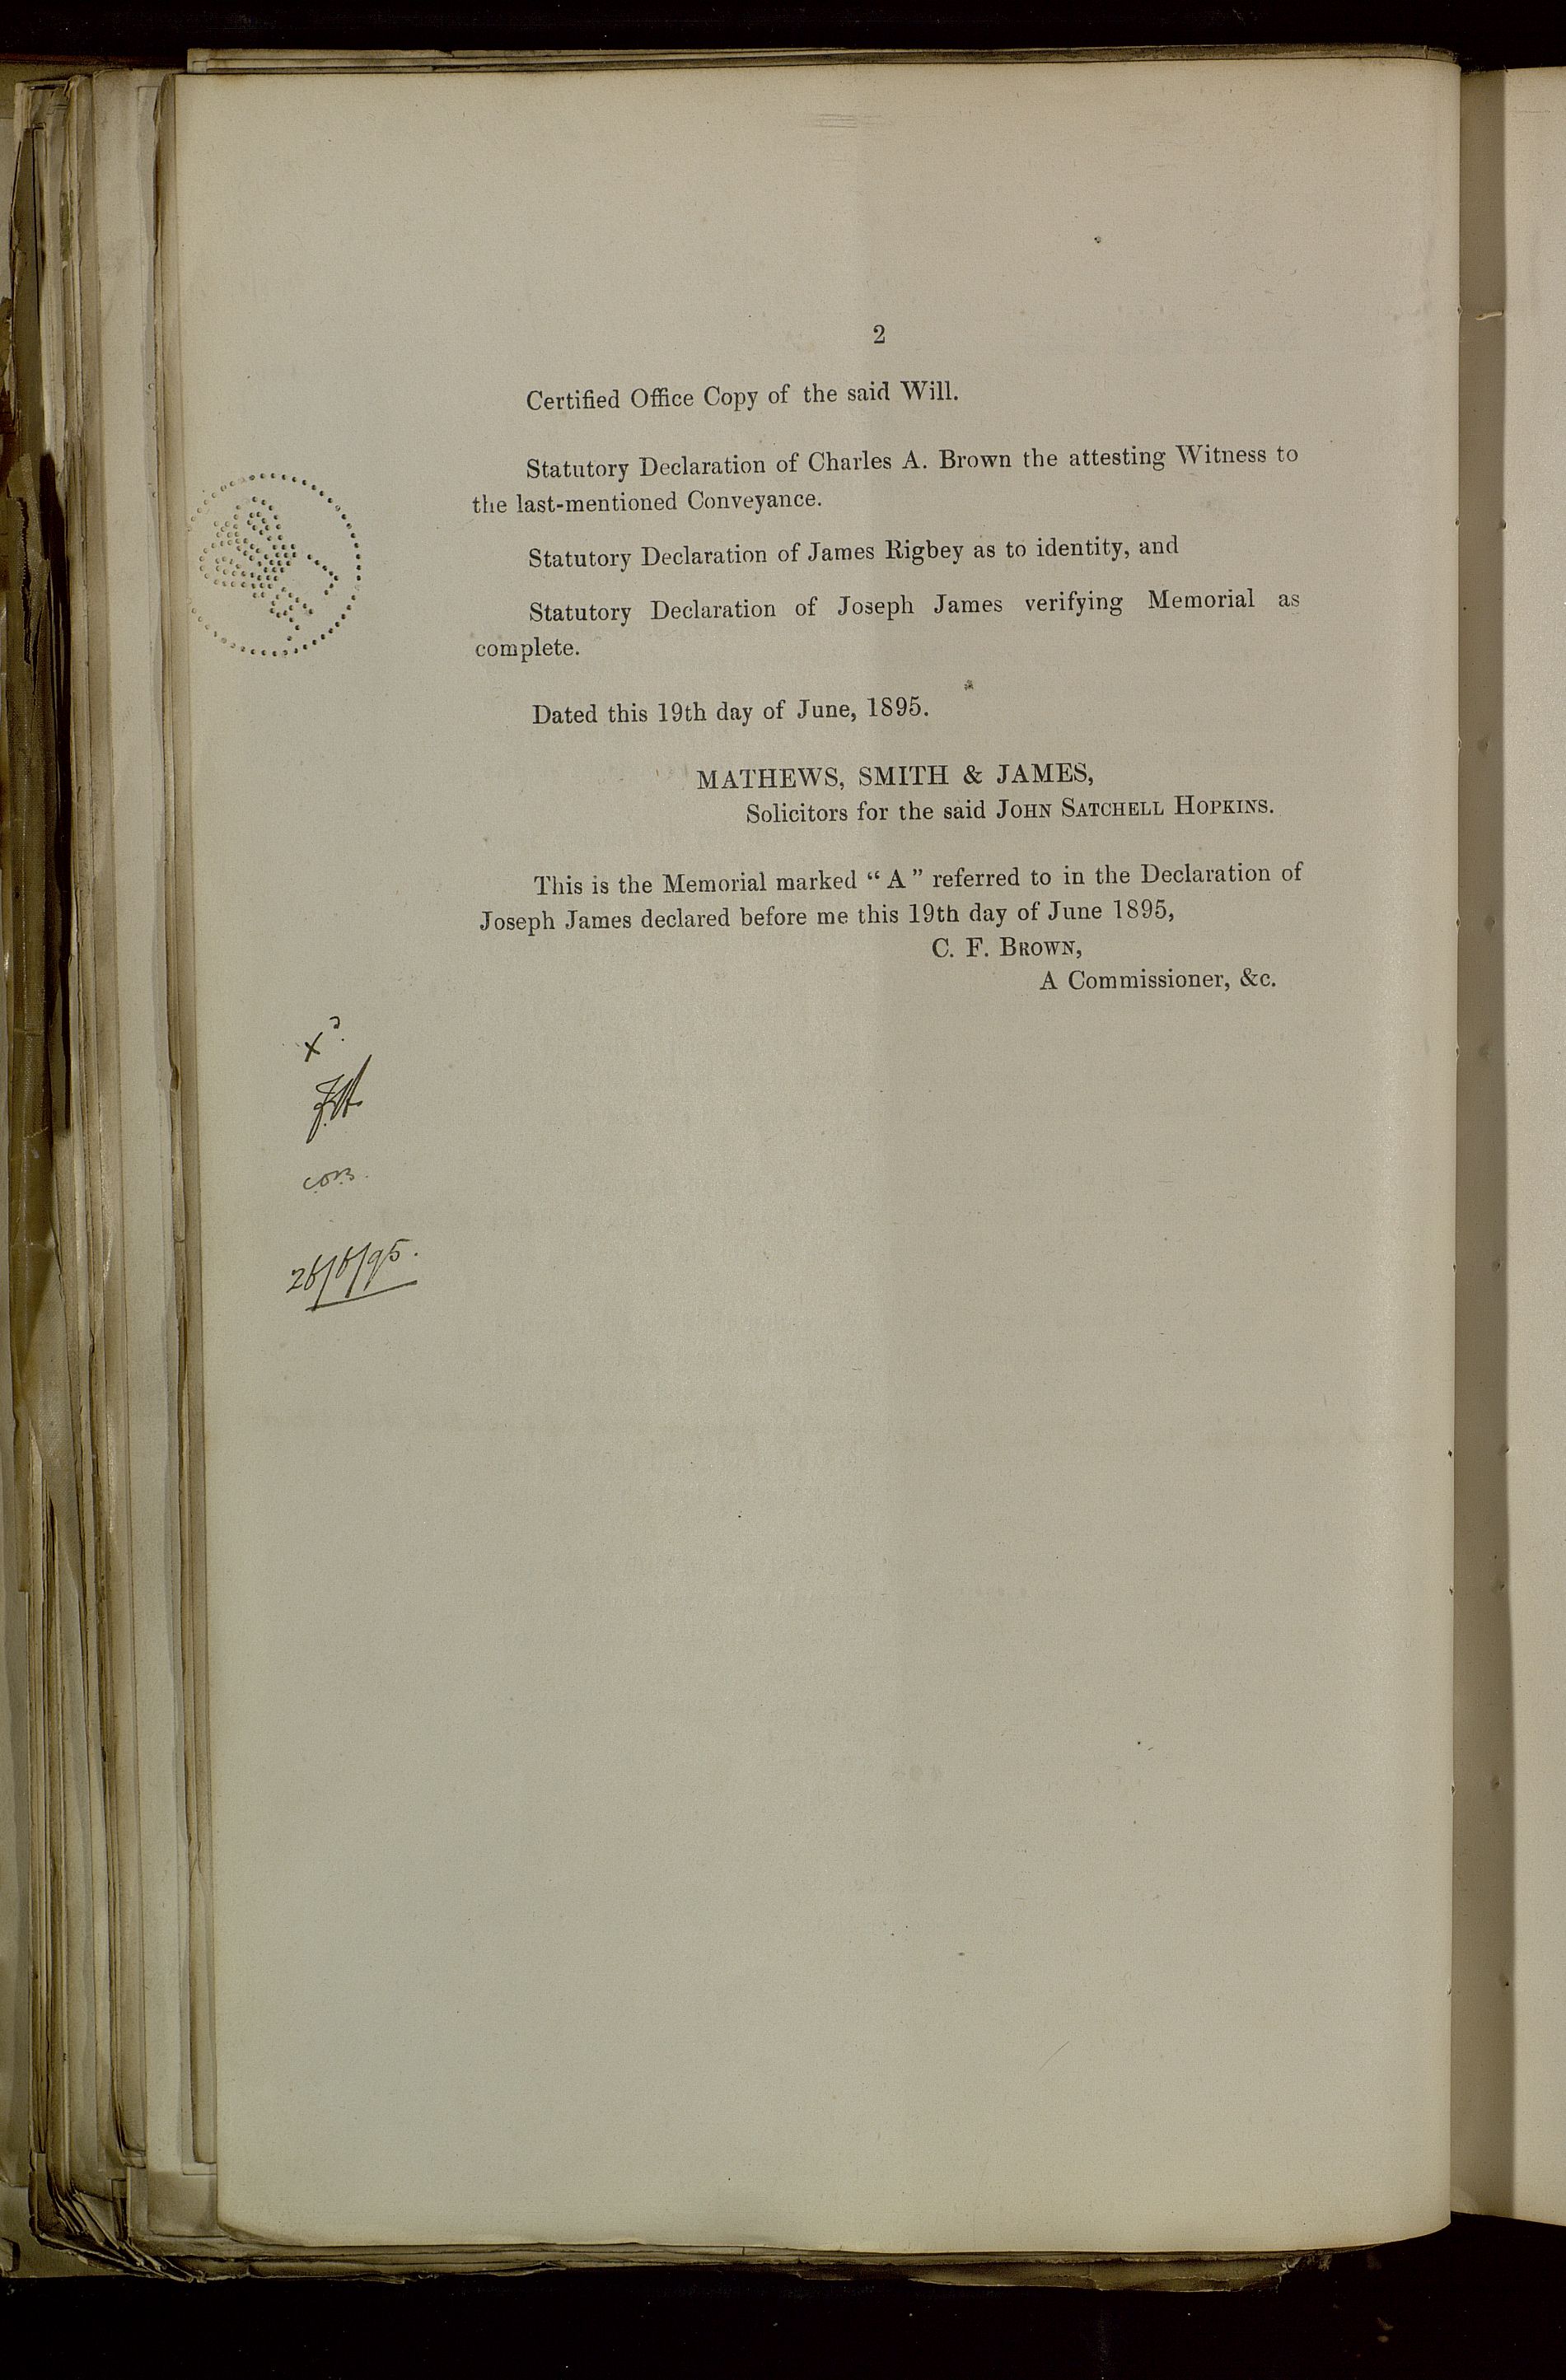 2
Certified Office Copy of the said Will.
Statutory Declaration of Charles A. Brown the attesting Witness to
the last-mentioned Conveyance.
Statutory Declaration of James Rigbey as to identity, and
Statutory Declaration of Joseph James verifying Memorial as
complete.
Dated this 19th day of June, 1895.
MATHEWS, SMITH & JAMES,
Solicitors for the said JOHN SATCHELL HOPKINS.
This is the Memorial marked “ A ” referred to in the Declaration of
Joseph James declared before me this 19th day of June 1895,
C. F. BROWN,
A Commissioner, &c.
26/6/95.